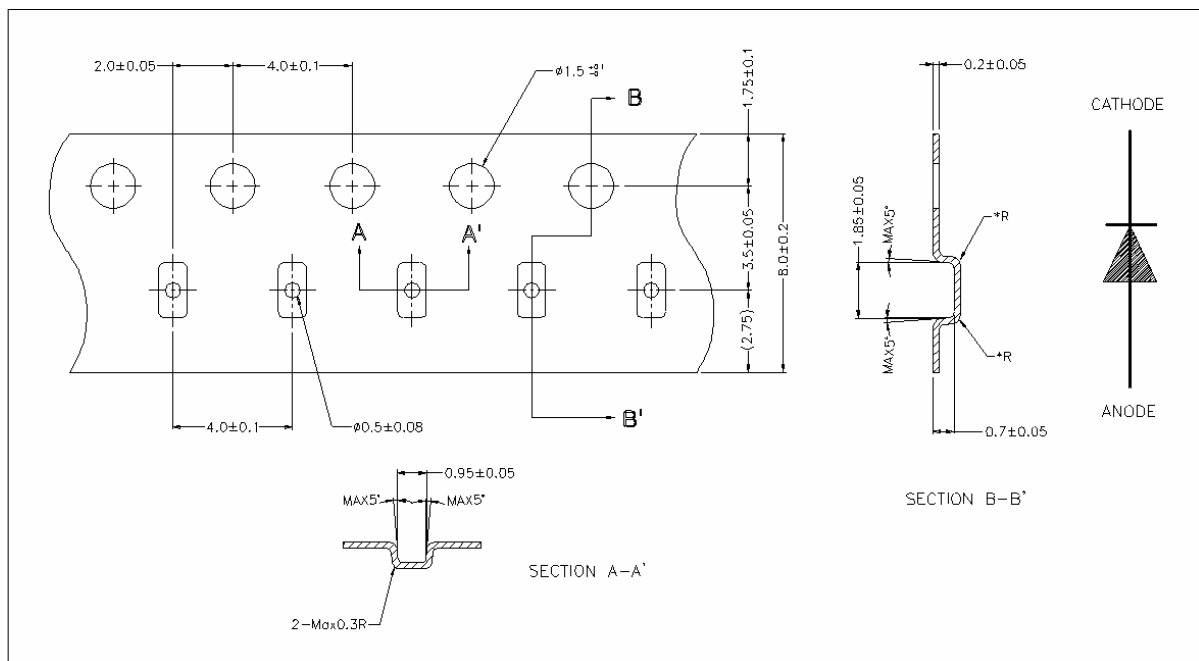 2.0±0.05
4.0±0.1
ø1.5
B
1.75±0.1
0.2±0.05
CATHODE
A
A'
3.5±0.05
8.0±0.2
(2.75)
1.85±0.05
MAX5°
MAX5°
*R
*R
4.0±0.1
ø0.5±0.08
B'
0.7±0.05
ANODE
0.95±0.05
MAX5°
MAX5°
SECTION B-B'
SECTION A-A'
2-Max0.3R